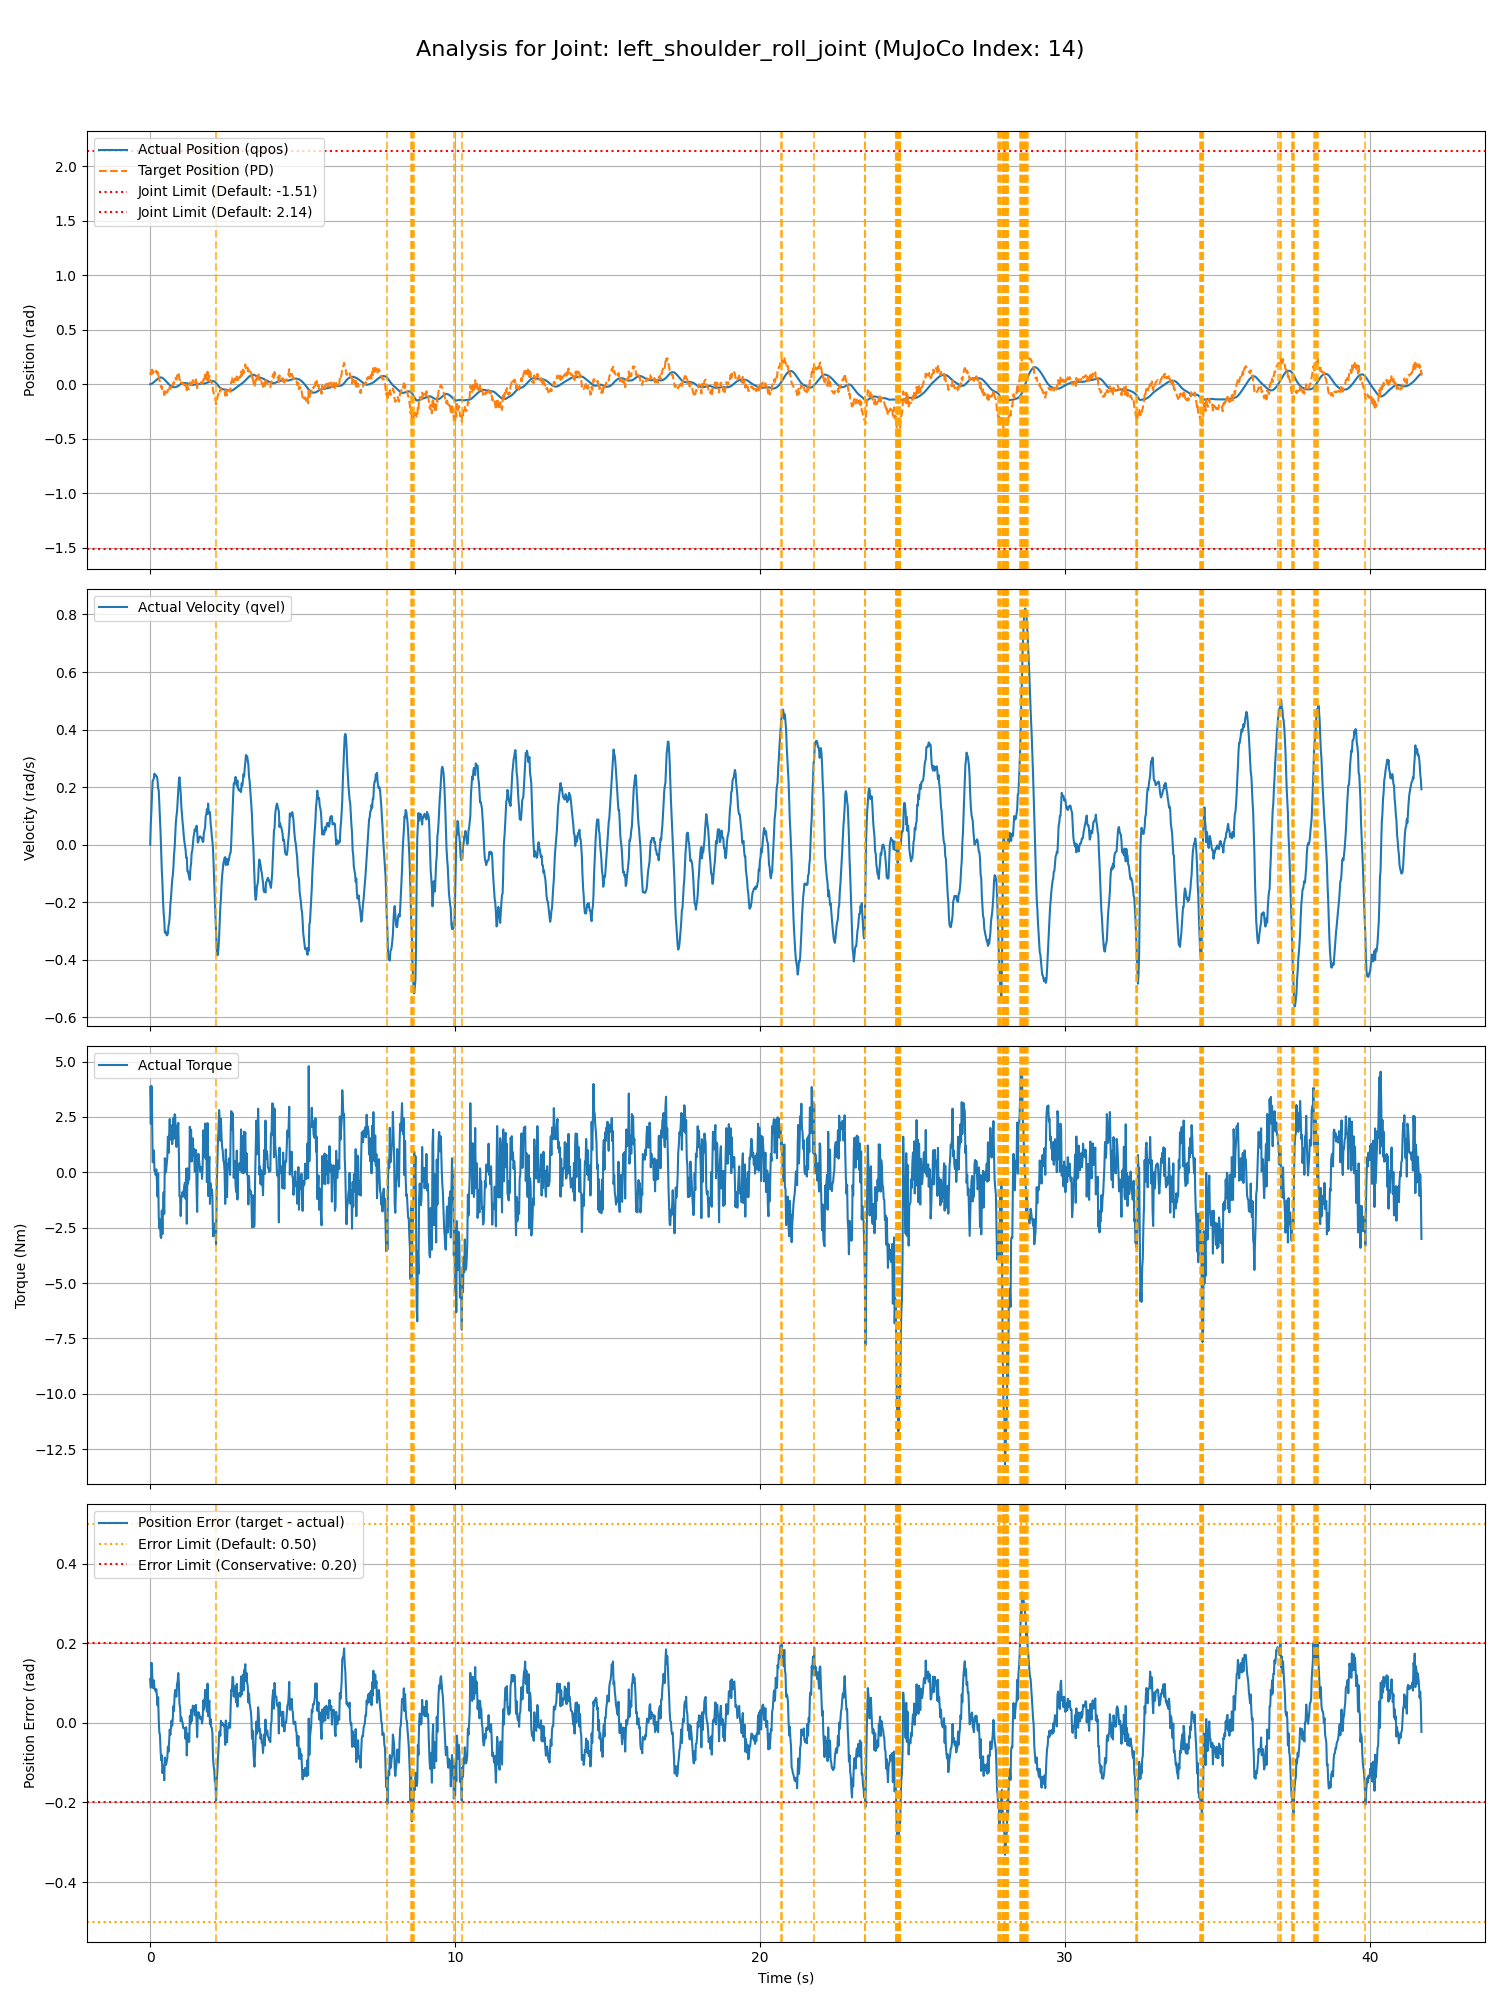 Analysis for Joint: left_shoulder_roll_joint (MuJoCo Index: 14)
Actual Position (qpos)
Target Position (PD)
Joint Limit (Default: -1.51)
Joint Limit (Default: 2.14)
Position (rad)
2.0
1.5
1.0
0.5
0.0
−0.5
−1.0
−1.5
Actual Velocity (qvel)
Velocity (rad/s)
0.8
0.6
0.4
0.2
0.0
−0.2
−0.4
−0.6
Actual Torque
Torque (Nm)
5.0
2.5
0.0
−2.5
−5.0
−7.5
−10.0
−12.5
Position Error (target - actual)
Error Limit (Default: 0.50)
Error Limit (Conservative: 0.20)
Position Error (rad)
0.4
0.2
0.0
−0.2
−0.4
0
10
20
30
40
Time (s)